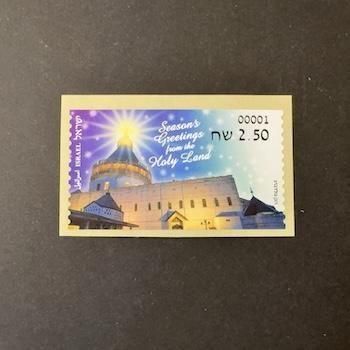 ישראל
ISRAEL
إسرائيل
Season's
Greetings
from the
Holy Land
00001
שח 2.50